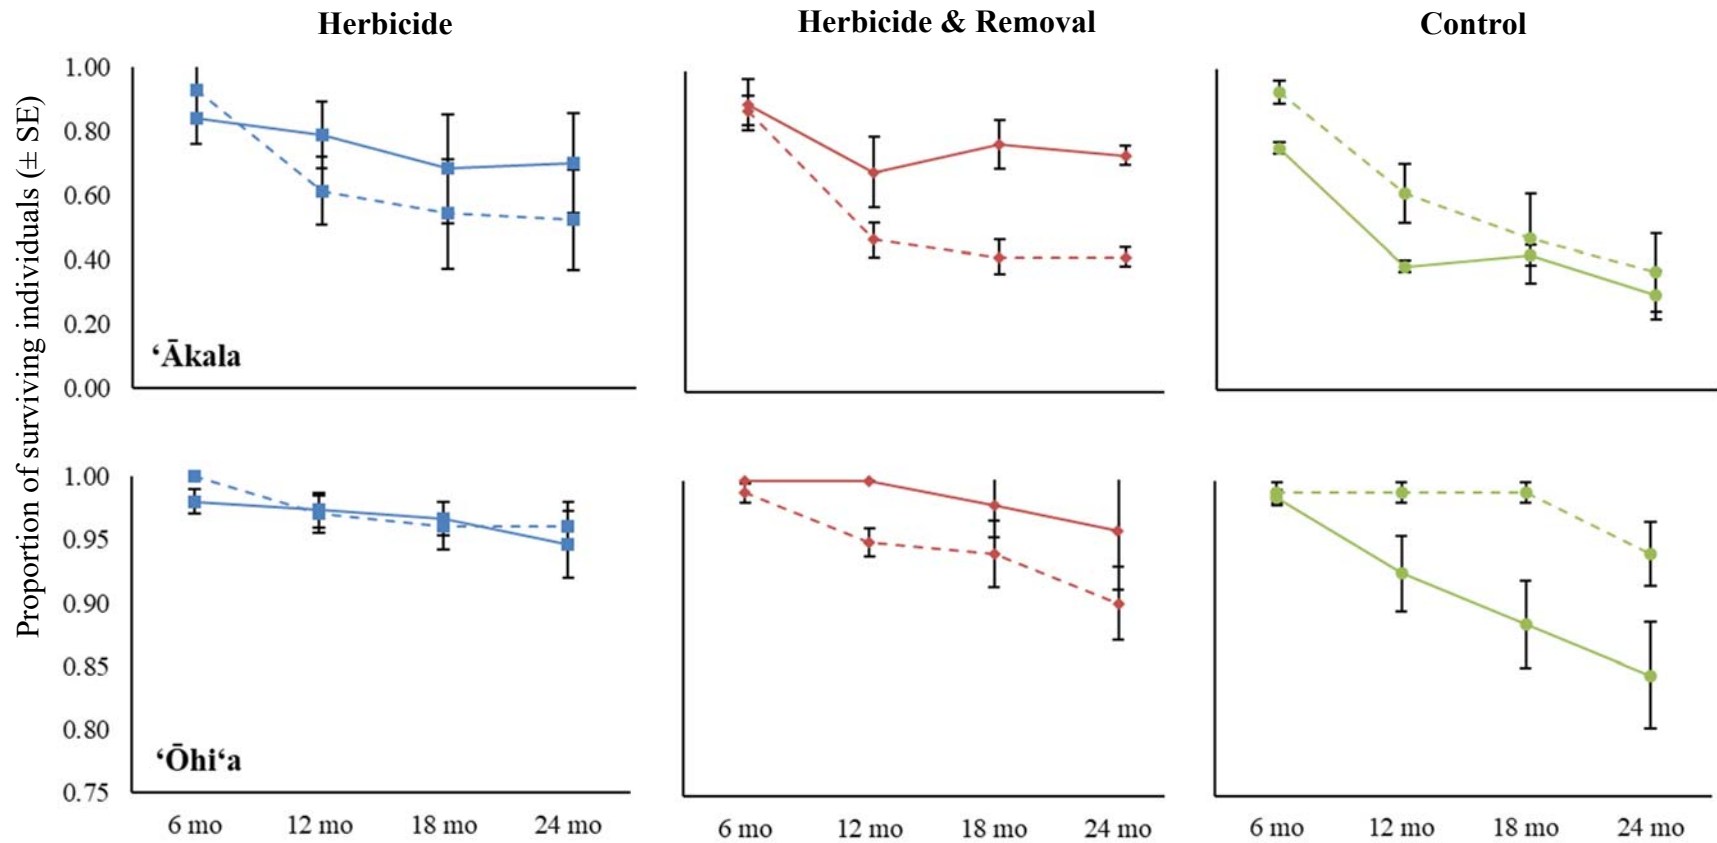 Herbicide
Herbicide & Removal
Control
Proportion of surviving individuals (± SE)
1.00
0.80
0.60
0.40
0.20
0.00
ʻĀkala
1.00
0.95
0.90
0.85
0.80
0.75
ʻŌhiʻa
6 mo 12 mo 18 mo 24 mo
6 mo 12 mo 18 mo 24 mo
6 mo 12 mo 18 mo 24 mo